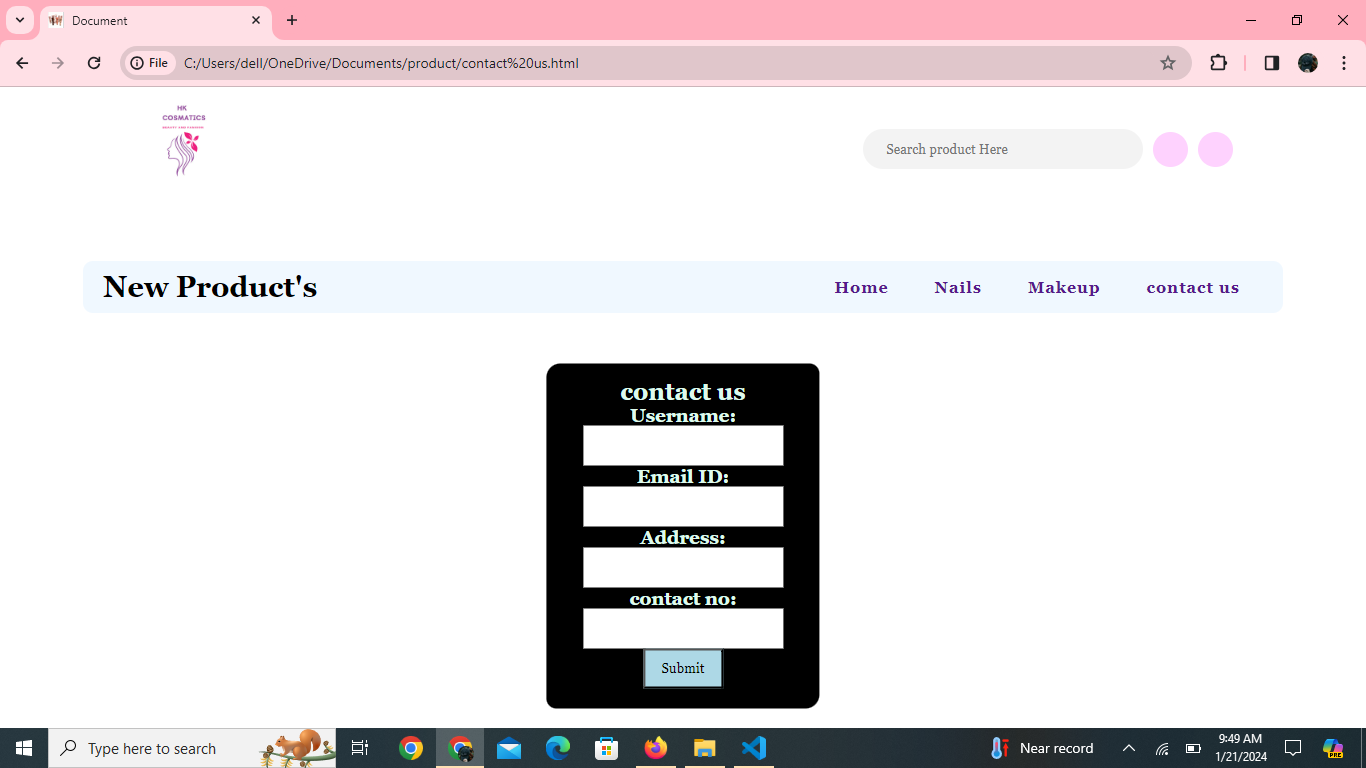 Document
File
C:/Users/dell/OneDrive/Documents/product/contact%20us.html
HK
COSMATICS
Search product Here
New Product's
Home Nails Makeup contact us
contact us
Username:
Email ID:
Address:
contact no:
Submit
Type here to search
Near record
9:49 AM
1/21/2024
PRE